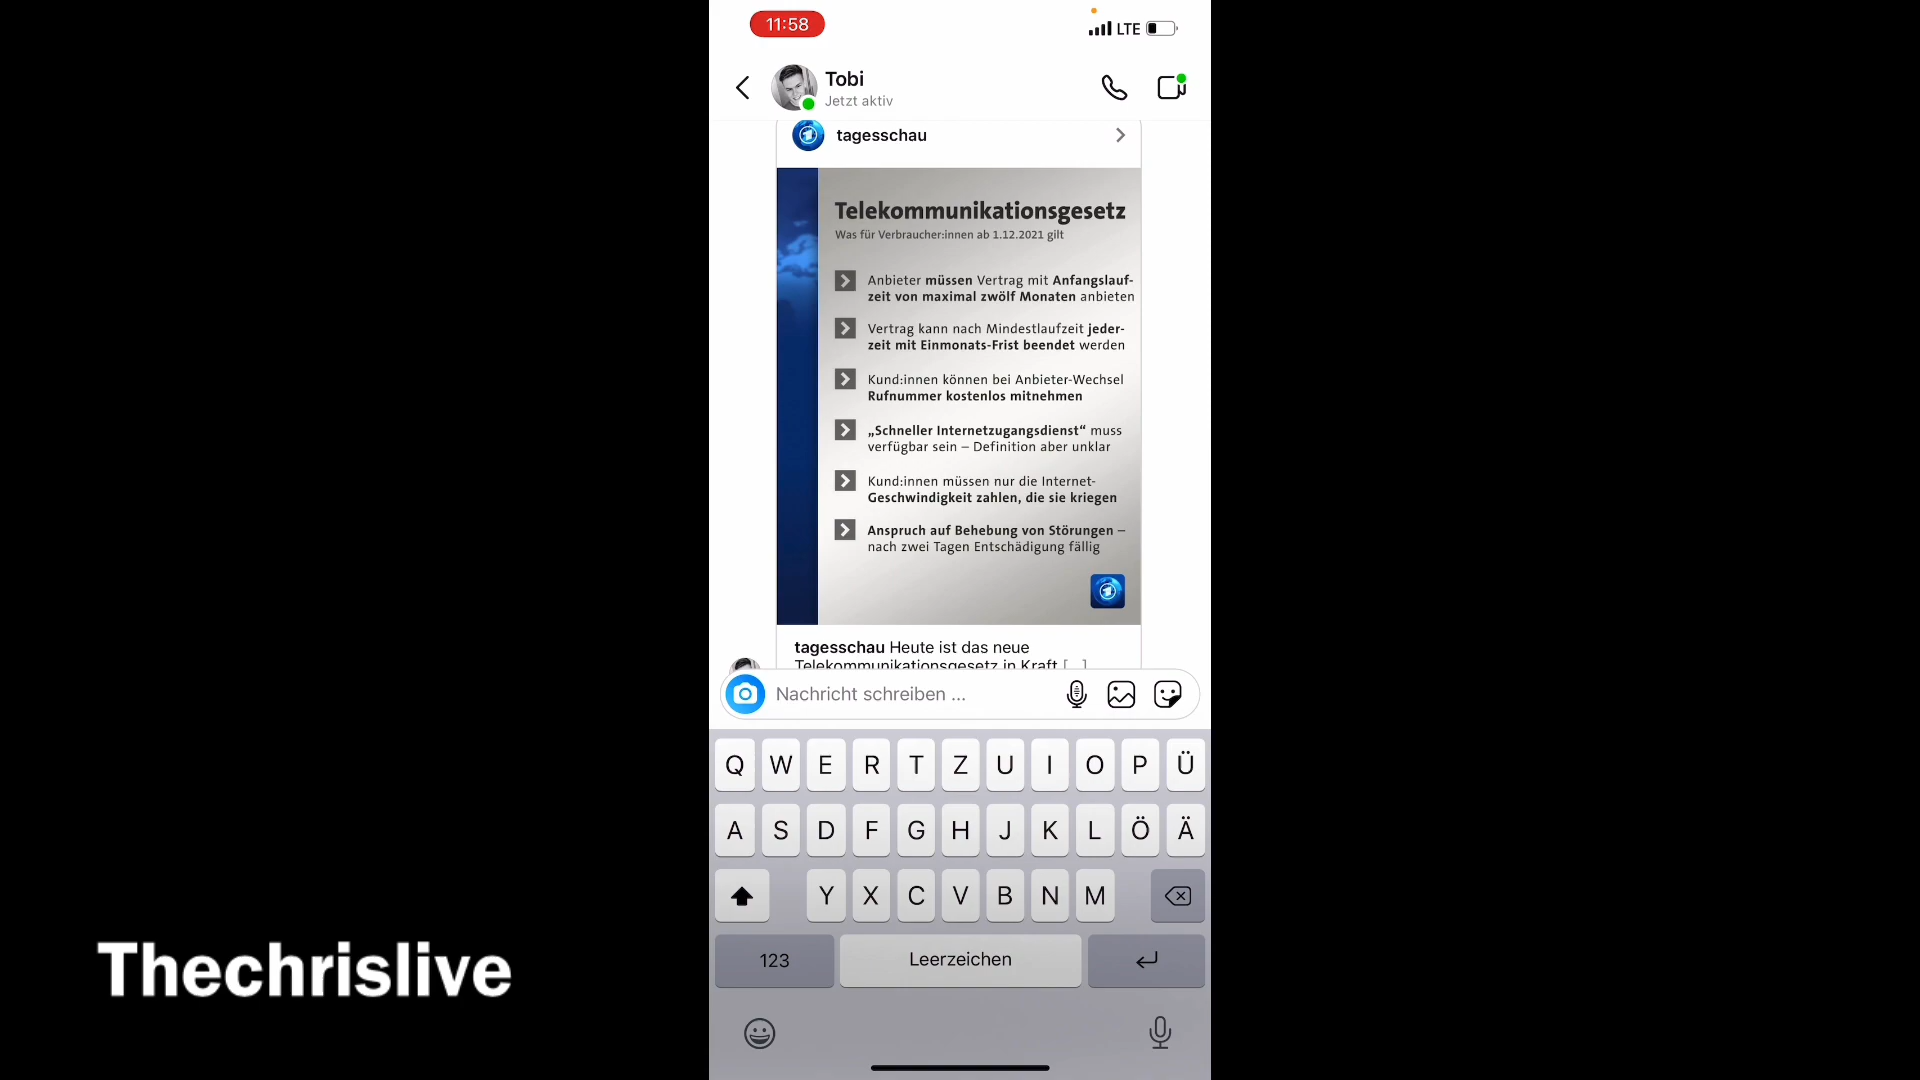 11:58
LTE
Tobi
Jetzt aktiv
tagesschau
Telekommunikationsgesetz
Was für Verbraucher:innen ab 1.12.2021 gilt
Anbieter müssen Vertrag mit Anfangslauf-
zeit von maximal zwölf Monaten anbieten
Vertrag kann nach Mindestlaufzeit jeder-
zeit mit Einmonats-Frist beendet werden
Kund:innen können bei Anbieter-Wechsel
Rufnummer kostenlos mitnehmen
„Schneller Internetzugangsdienst“ muss
verfügbar sein – Definition aber unklar
Kund:innen müssen nur die Internet-
Geschwindigkeit zahlen, die sie kriegen
Anspruch auf Behebung von Störungen –
nach zwei Tagen Entschädigung fällig
tagesschau Heute ist das neue
Telekommunikationsgesetz in Kraft [...]
Nachricht schreiben ...
Q W E R T Z U I O P Ü
A S D F G H J K L Ö Ä
Y X C V B N M
123 Leerzeichen
Thechrislive